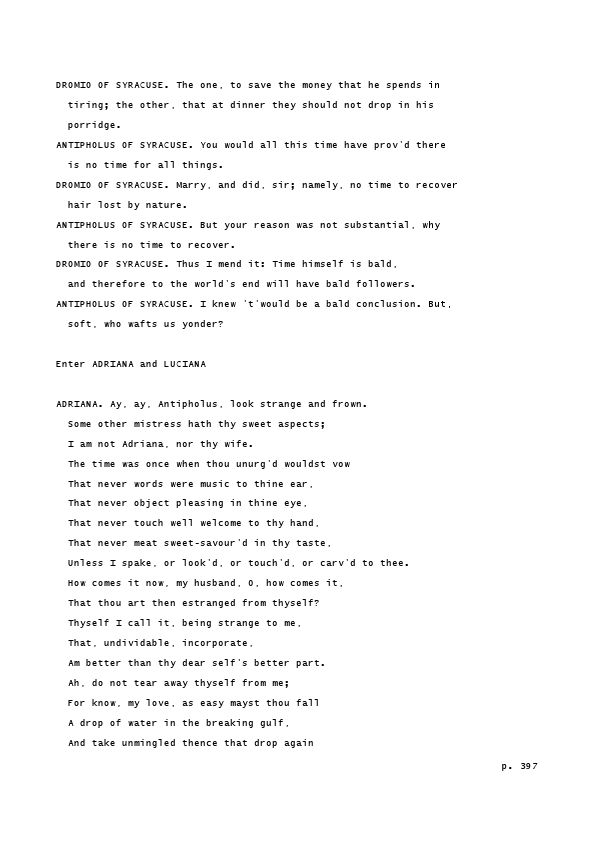 DROMIO OF SYRACUSE. The one, to save the money that he spends in
tiring; the other, that at dinner they should not drop in his
porridge.
ANTIPHOLUS OF SYRACUSE. You would all this time have prov'd there
is no time for all things.
DROMIO OF SYRACUSE. Marry, and did, sir; namely, no time to recover
hair lost by nature.
ANTIPHOLUS OF SYRACUSE. But your reason was not substantial, why
there is no time to recover.
DROMIO OF SYRACUSE. Thus I mend it: Time himself is bald,
and therefore to the world's end will have bald followers.
ANTIPHOLUS OF SYRACUSE. I knew 't'would be a bald conclusion. But,
soft, who wafts us yonder?
Enter ADRIANA and LUCIANA
ADRIANA. Ay, ay, Antipholus, look strange and frown.
Some other mistress hath thy sweet aspects;
I am not Adriana, nor thy wife.
The time was once when thou unurg'd wouldst vow
That never words were music to thine ear,
That never object pleasing in thine eye,
That never touch well welcome to thy hand,
That never meat sweet-savour'd in thy taste,
Unless I spake, or look'd, or touch'd, or carv'd to thee.
How comes it now, my husband, O, how comes it,
That thou art then estranged from thyself?
Thyself I call it, being strange to me,
That, undividable, incorporate,
Am better than thy dear self's better part.
Ah, do not tear away thyself from me;
For know, my love, as easy mayst thou fall
A drop of water in the breaking gulf,
And take unmingled thence that drop again
p. 397